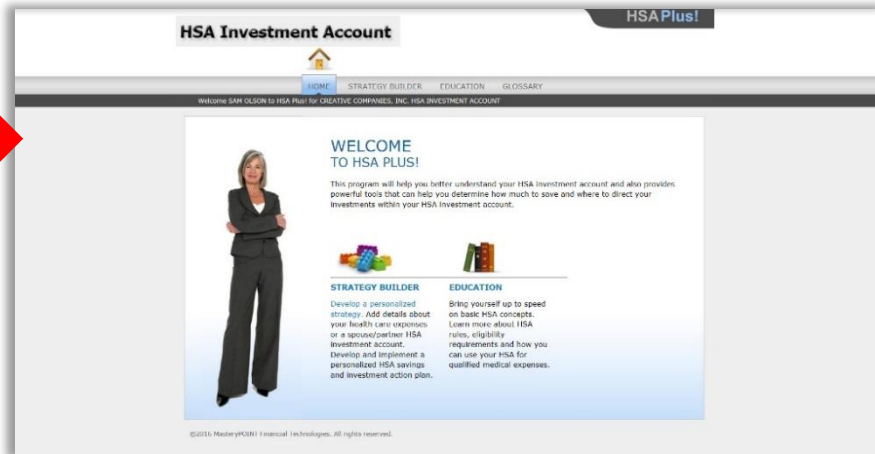 HSAPlus!
HSA Investment Account
HOME STRATEGY BUILDER EDUCATION GLOSSARY
Welcome SAM OLSON to HSA Plus! for CREATIVE COMPANIES, INC. HSA INVESTMENT ACCOUNT
WELCOME
TO HSA PLUS!
This program will help you better understand your HSA investment account and also provides
powerful tools that can help you determine how much to save and where to direct your
investments within your HSA investment account.
STRATEGY BUILDER
Develop a personalized
strategy. Add details about
your health care expenses
or a spouse/partner HSA
investment account.
Develop and implement a
personalized HSA savings
and investment action plan.
EDUCATION
Bring yourself up to speed
on basic HSA concepts.
Learn more about HSA
rules, eligibility
requirements and how you
can use your HSA for
qualified medical expenses.
©2016 MasteryPOINT Financial Technologies. All rights reserved.